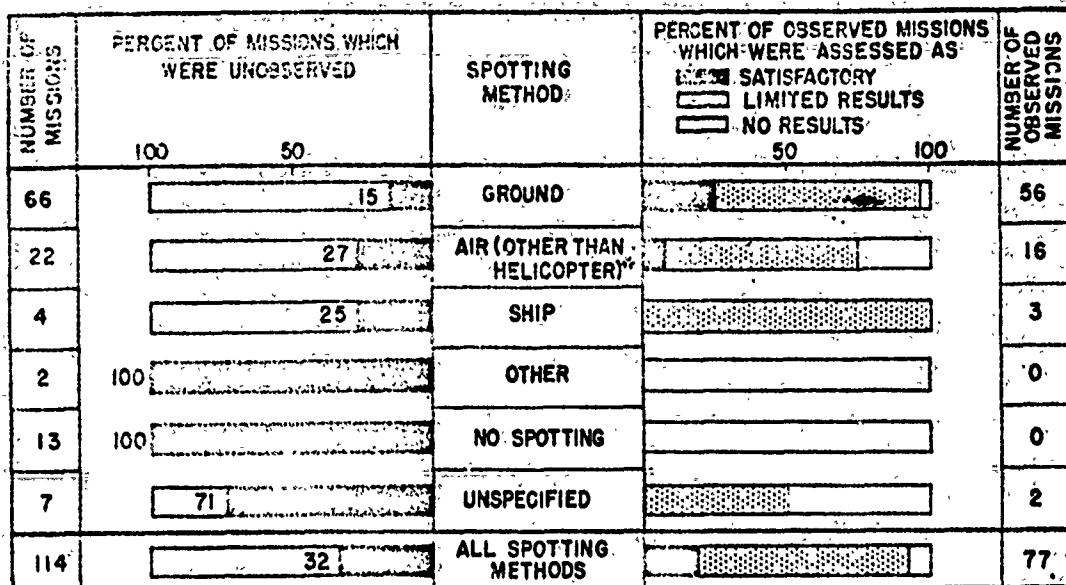 NUMBER OF
MISSIONS
PERCENT OF MISSIONS WHICH
WERE UNOBSERVED
SPOTTING
METHOD
PERCENT OF OBSERVED MISSIONS
WHICH WERE ASSESSED AS
SATISFACTORY
LIMITED RESULTS
NO RESULTS
NUMBER OF
OBSERVED
MISSIONS
100 50 50 100
66 15 GROUND 56
22 27 AIR (OTHER THAN
HELICOPTER)* 16
4 25 SHIP 3
2 100 OTHER 0
13 100 NO SPOTTING 0
7 71 UNSPECIFIED 2
114 32 ALL SPOTTING
METHODS 77